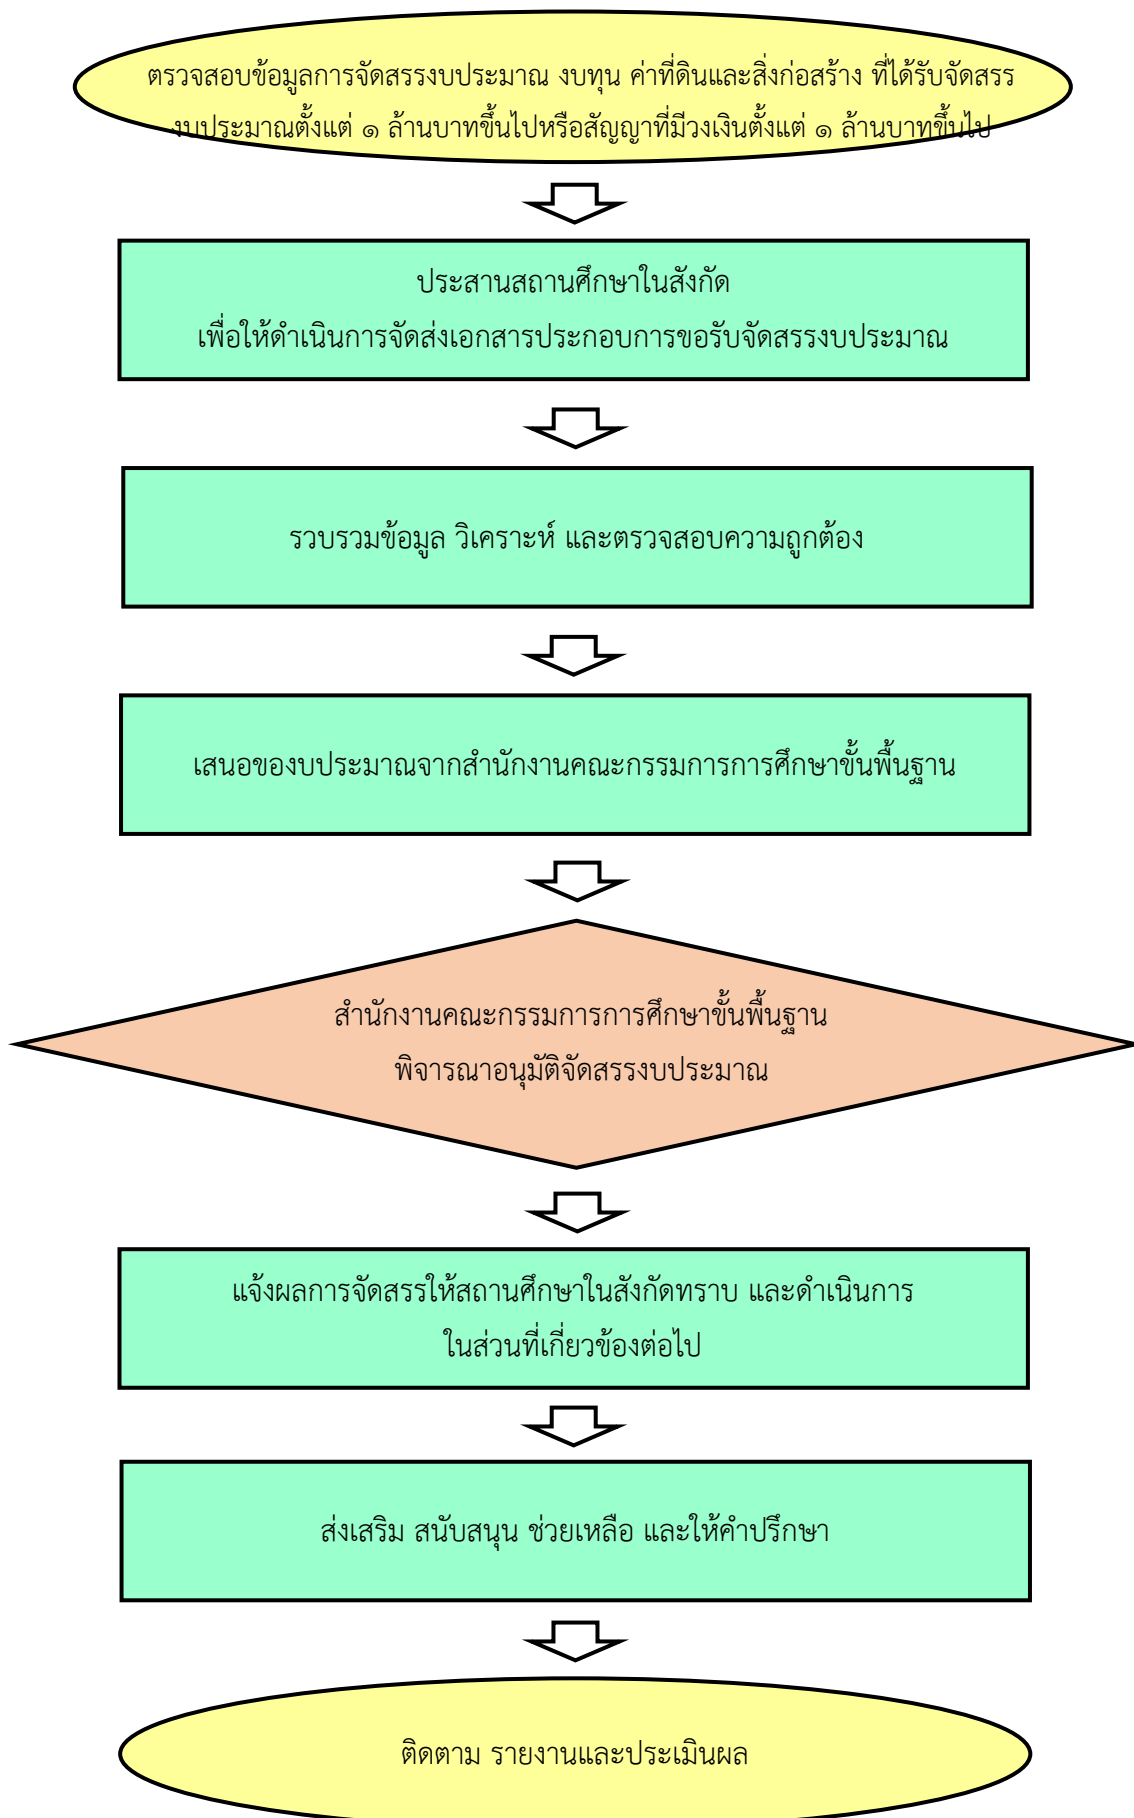 ตรวจสอบข้อมูลการจัดสรรงบประมาณ งบทุน ค่าที่ดินและสิ่งก่อสร้าง ที่ได้รับจัดสรร
งบประมาณตั้งแต่ ๑ ล้านบาทขึ้นไปหรือสัญญาที่มีวงเงินตั้งแต่ ๑ ล้านบาทขึ้นไป
ประสานสถานศึกษาในสังกัด
เพื่อให้ดำเนินการจัดส่งเอกสารประกอบการขอรับจัดสรรงบประมาณ
รวบรวมข้อมูล วิเคราะห์ และตรวจสอบความถูกต้อง
เสนอของบประมาณจากสำนักงานคณะกรรมการการศึกษาขั้นพื้นฐาน
สำนักงานคณะกรรมการการศึกษาขั้นพื้นฐาน
พิจารณาอนุมัติจัดสรรงบประมาณ
แจ้งผลการจัดสรรให้สถานศึกษาในสังกัดทราบ และดำเนินการ
ในส่วนที่เกี่ยวข้องต่อไป
ส่งเสริม สนับสนุน ช่วยเหลือ และให้คำปรึกษา
ติดตาม รายงานและประเมินผล